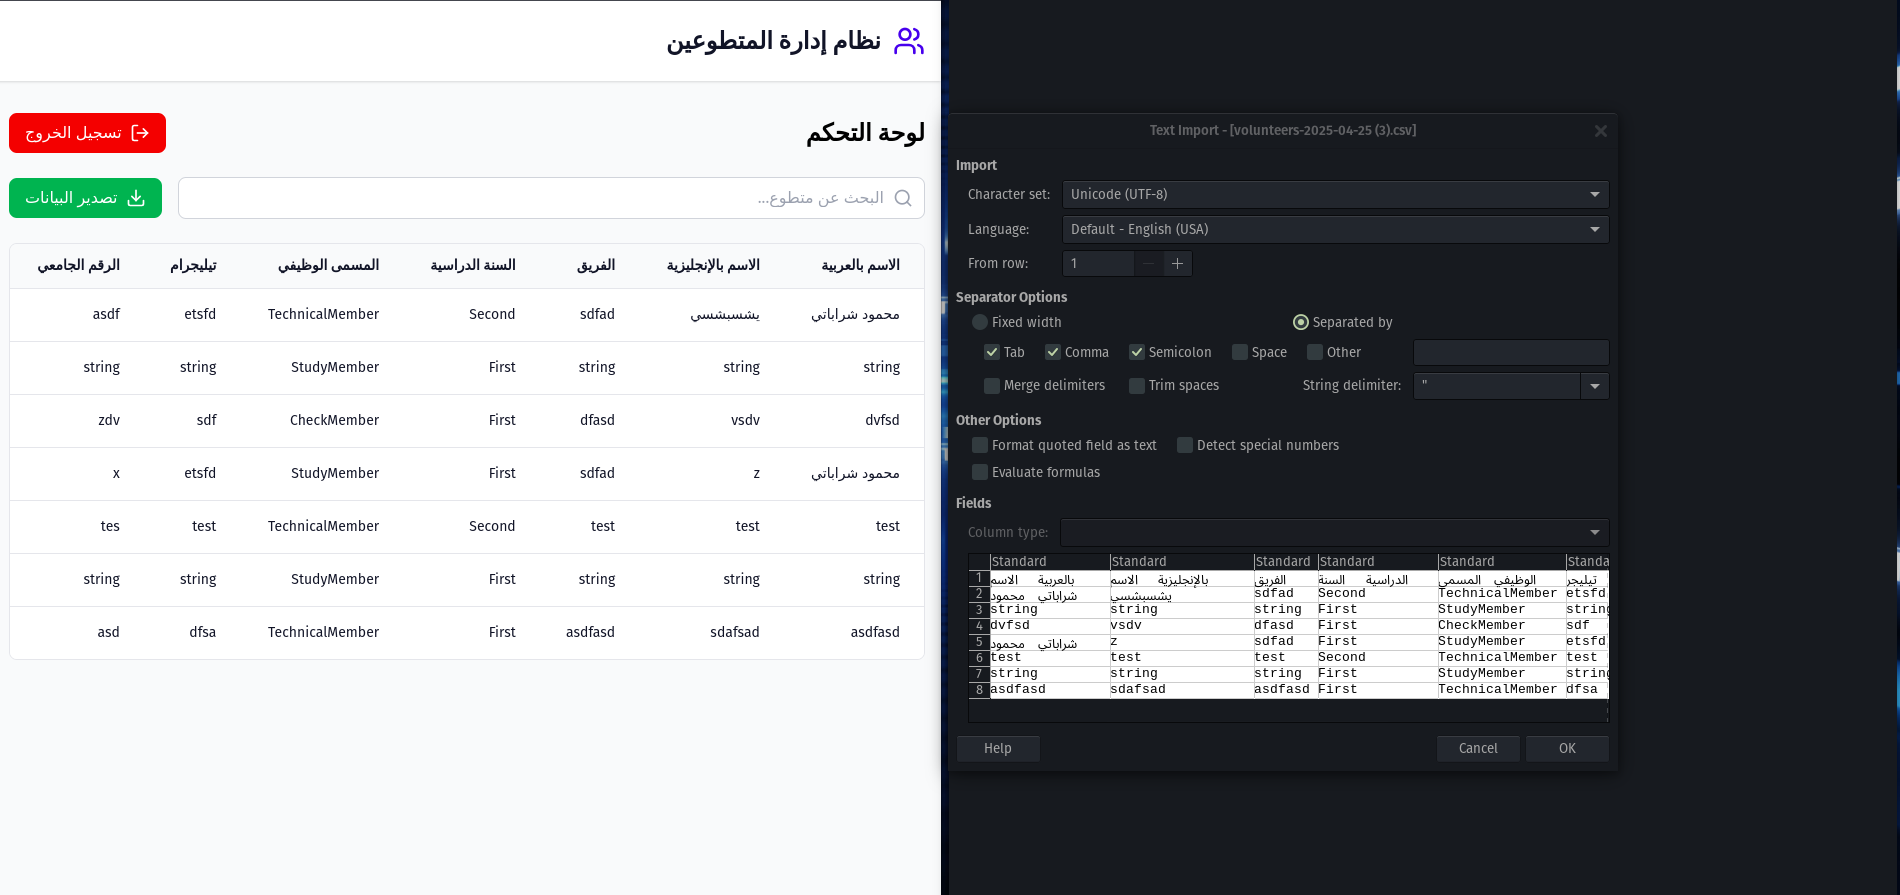 نظام إدارة المتطوعين
لوحة التحكم
تسجيل الخروج
البحث عن متطوع...
تصدير البيانات
الاسم بالعربية الاسم بالإنجليزية الفريق السنة الدراسية المسمى الوظيفي تيليجرام الرقم الجامعي
محمود شراباتي يشسبشسي sdfad Second TechnicalMember etsfd asdf
string string string First StudyMember string string
dvfsd vsdv dfasd First CheckMember sdf zdv
محمود شراباتي z sdfad First StudyMember etsfd x
test test test Second TechnicalMember test tes
string string string First StudyMember string string
asdfasd sdafsad asdfasd First TechnicalMember dfsa asd
Text Import - [volunteers-2025-04-25 (3).csv]
Import
Character set: Unicode (UTF-8)
Language: Default - English (USA)
From row: 1
Separator Options
Fixed width Separated by
Tab Comma Semicolon Space Other
Merge delimiters Trim spaces String delimiter: "
Other Options
Format quoted field as text Detect special numbers
Evaluate formulas
Fields
Column type:
Standard Standard Standard Standard Standard Standa
1 الاسم بالعربية الاسم بالإنجليزية الفريق السنة الدراسية المسمى الوظيفي تيليجر
2 محمود شراباتي يشسبشسي sdfad Second TechnicalMember etsfd
3 string string string First StudyMember string
4 dvfsd vsdv dfasd First CheckMember sdf
5 محمود شراباتي z sdfad First StudyMember etsfd
6 test test test Second TechnicalMember test
7 string string string First StudyMember string
8 asdfasd sdafsad asdfasd First TechnicalMember dfsa
Help Cancel OK